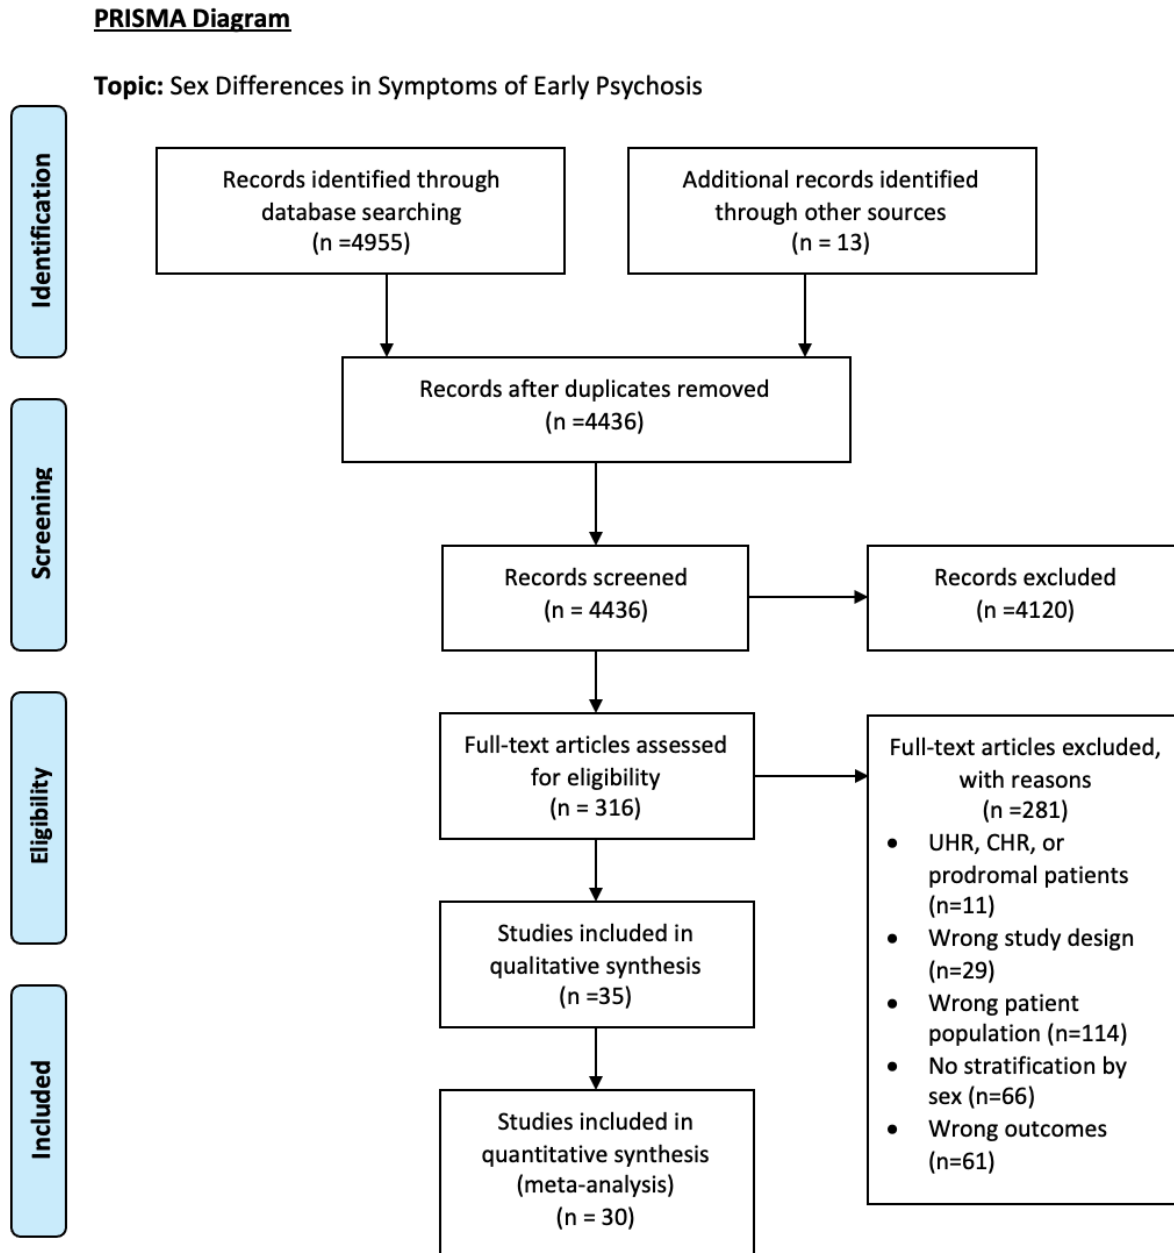 PRISMA Diagram
Topic: Sex Differences in Symptoms of Early Psychosis
Identification
Records identified through
database searching
(n =4955)
Additional records identified
through other sources
(n = 13)
Records after duplicates removed
(n =4436)
Screening
Records screened
(n = 4436)
Records excluded
(n =4120)
Eligibility
Full-text articles assessed
for eligibility
(n = 316)
Full-text articles excluded,
with reasons
(n =281)
• UHR, CHR, or
prodromal patients
(n=11)
• Wrong study design
(n=29)
• Wrong patient
population (n=114)
• No stratification by
sex (n=66)
• Wrong outcomes
(n=61)
Studies included in
qualitative synthesis
(n =35)
Included
Studies included in
quantitative synthesis
(meta-analysis)
(n = 30)